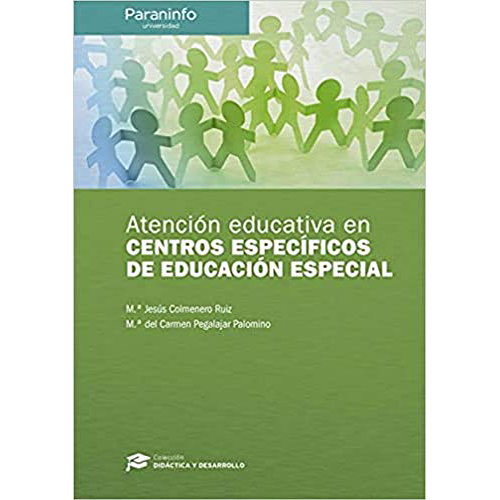 Paraninfo
universidad
Atención educativa en
CENTROS ESPECÍFICOS
DE EDUCACIÓN ESPECIAL
M.ª Jesús Colmenero Ruiz
M.ª del Carmen Pegalajar Palomino
Colección
DIDÁCTICA Y DESARROLLO